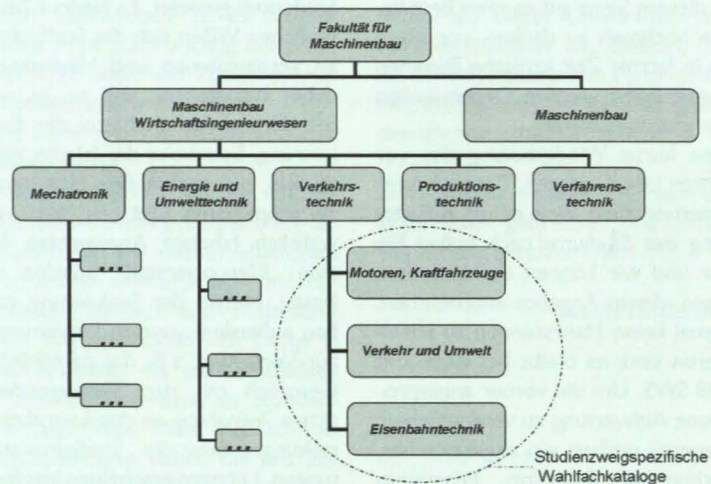 Fakultät für
Maschinenbau
Maschinenbau
Wirtschaftsingenieurwesen
Maschinenbau
Mechatronik
Energie und
Umwelttechnik
Verkehrs-
technik
Produktions-
technik
Verfahrens-
technik
...
...
Motoren, Kraftfahrzeuge
...
...
Verkehr und Umwelt
...
...
Eisenbahntechnik
Studienzweigspezifische
Wahlfachkataloge